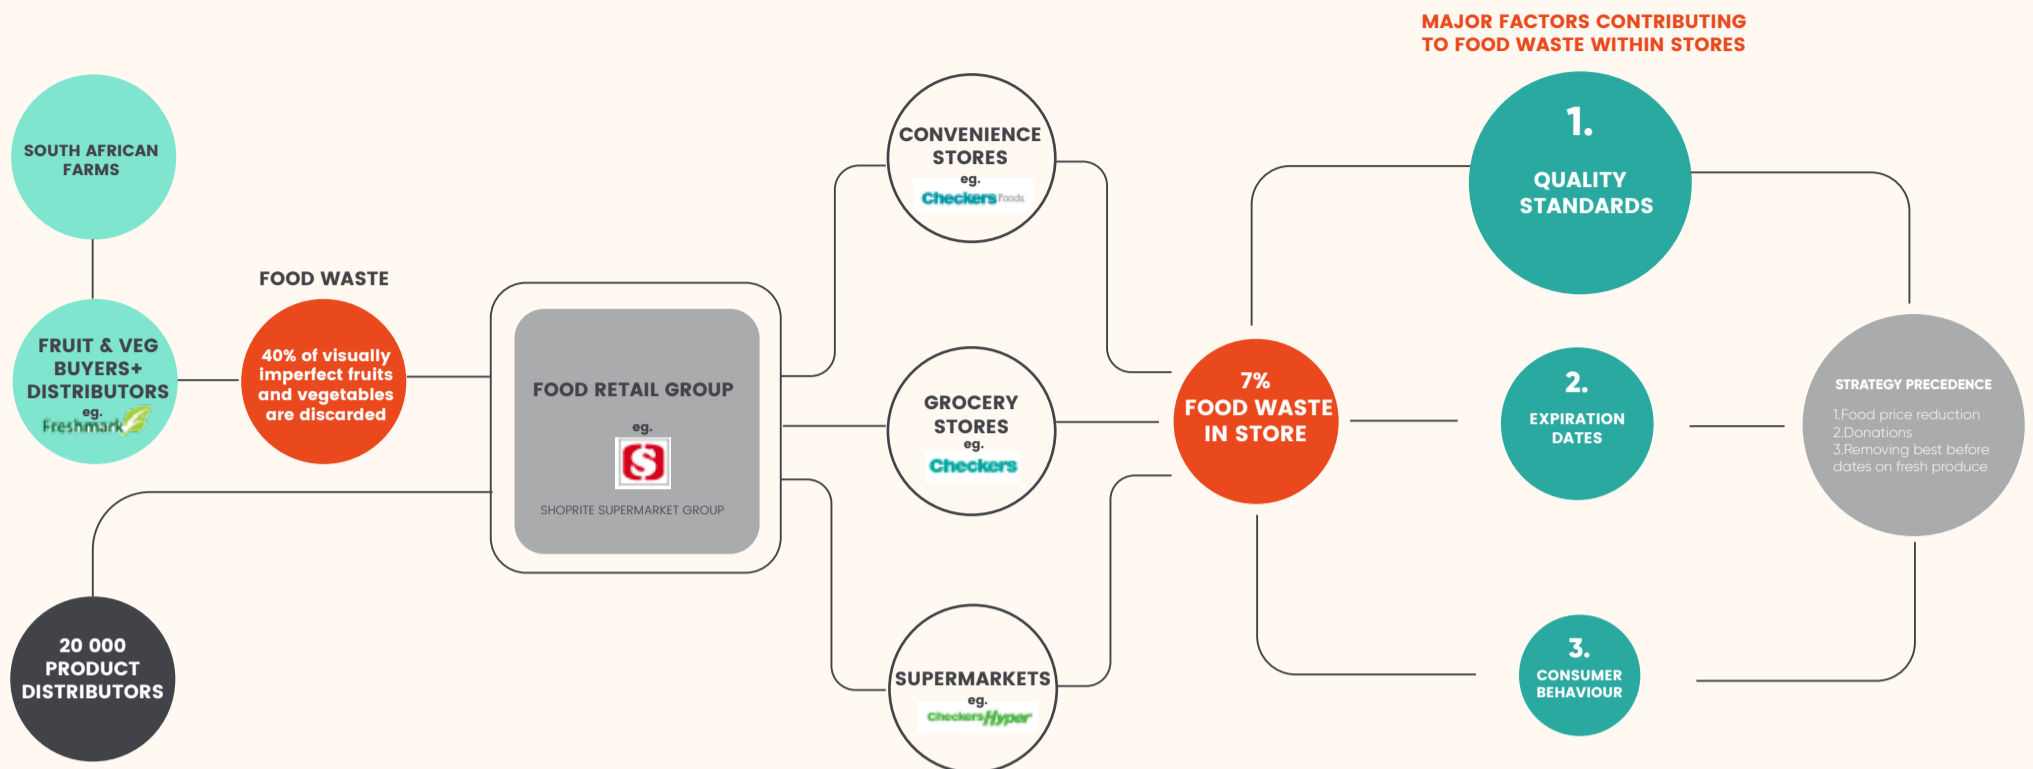 MAJOR FACTORS CONTRIBUTING
TO FOOD WASTE WITHIN STORES
SOUTH AFRICAN
FARMS
FRUIT & VEG
BUYERS+
DISTRIBUTORS
eg.
Freshmark
20 000
PRODUCT
DISTRIBUTORS
FOOD WASTE
40% of visually
imperfect fruits
and vegetables
are discarded
FOOD RETAIL GROUP
eg.
S
SHOPRITE SUPERMARKET GROUP
CONVENIENCE
STORES
eg.
Checkers Foods
GROCERY
STORES
eg.
Checkers
SUPERMARKETS
eg.
Checkers Hyper
7%
FOOD WASTE
IN STORE
1.
QUALITY
STANDARDS
2.
EXPIRATION
DATES
3.
CONSUMER
BEHAVIOUR
STRATEGY PRECEDENCE
1.Food price reduction
2.Donations
3.Removing best before
dates on fresh produce